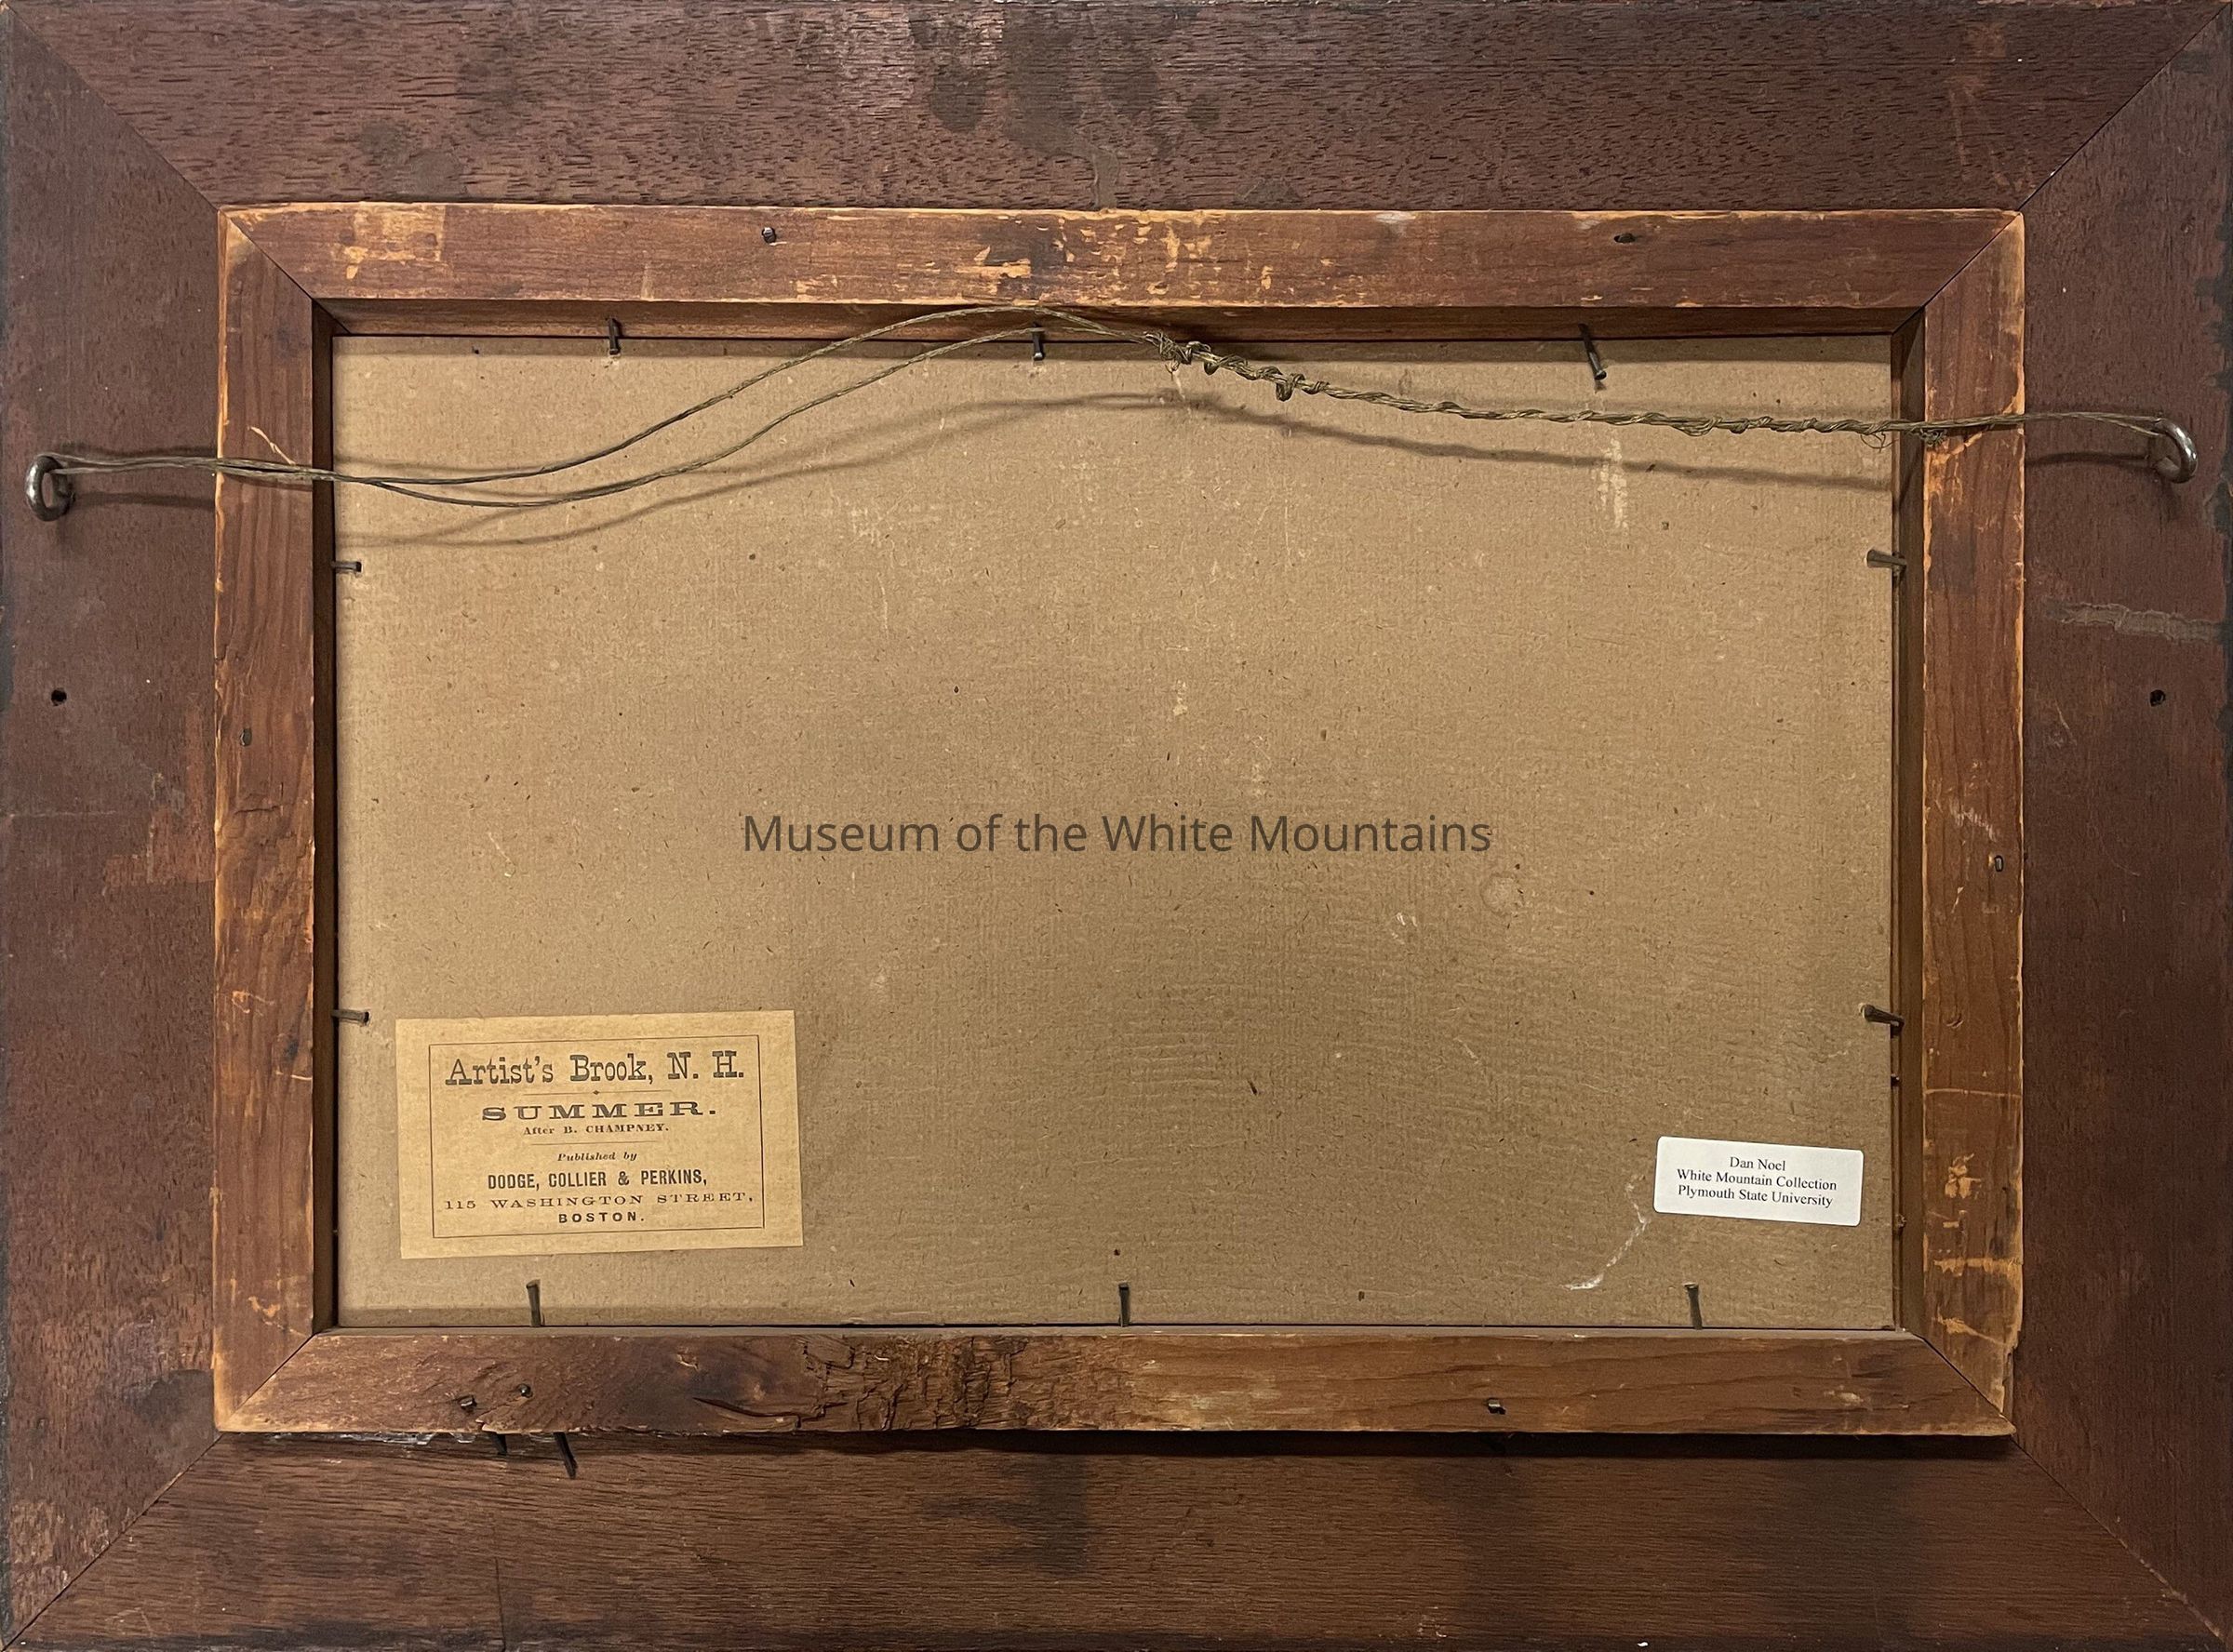 Museum of the White Mountains
Artist's Brook, N. H.
SUMMER.
After B. CHAMPNEY.
Published by
DODGE, COLLIER & PERKINS,
115 WASHINGTON STREET,
BOSTON.
Dan Noel
White Mountain Collection
Plymouth State University